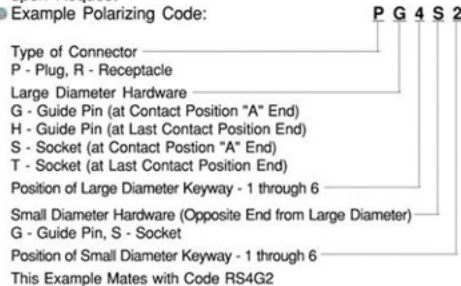 Example Polarizing Code: P G 4 S 2
Type of Connector
P - Plug, R - Receptacle
Large Diameter Hardware
G - Guide Pin (at Contact Position "A" End)
H - Guide Pin (at Last Contact Position End)
S - Socket (at Contact Postion "A" End)
T - Socket (at Last Contact Position End)
Position of Large Diameter Keyway - 1 through 6
Small Diameter Hardware (Opposite End from Large Diameter)
G - Guide Pin, S - Socket
Position of Small Diameter Keyway - 1 through 6
This Example Mates with Code RS4G2